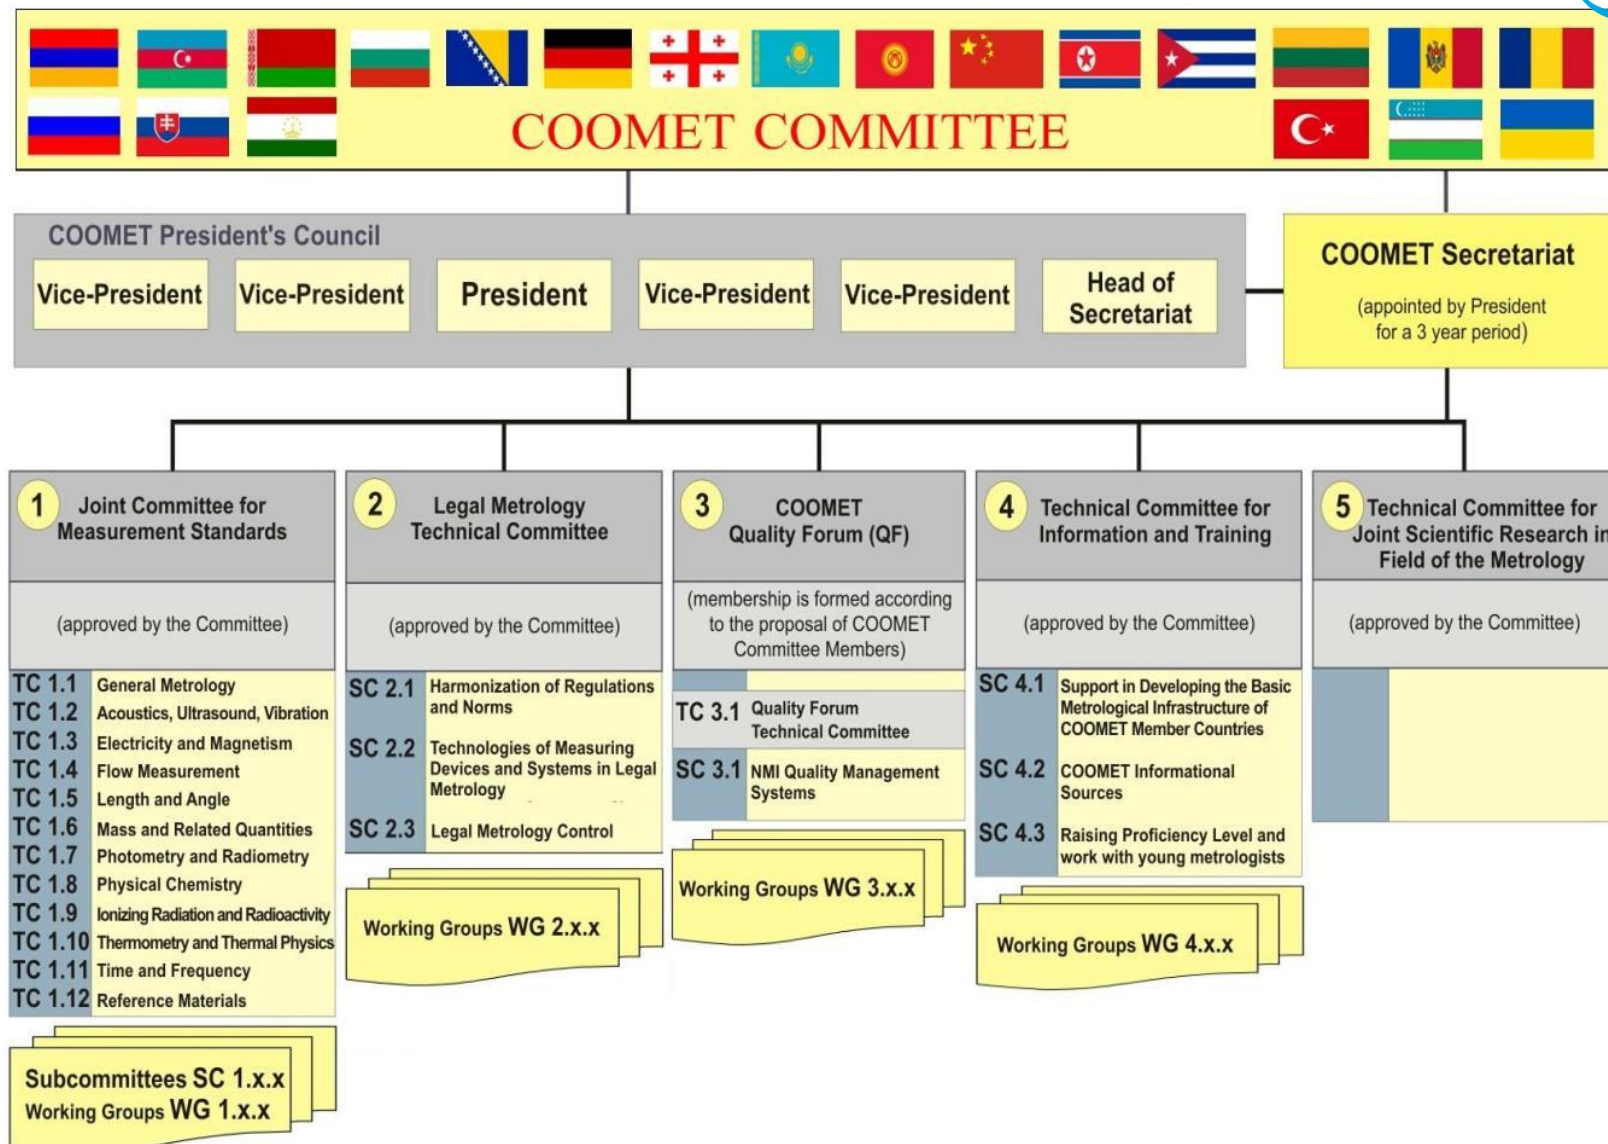 COOMET COMMITTEE
COOMET President's Council
Vice-President
Vice-President
President
Vice-President
Vice-President
Head of
Secretariat
COOMET Secretariat
(appointed by President
for a 3 year period)
1
Joint Committee for
Measurement Standards
(approved by the Committee)
TC 1.1 General Metrology
TC 1.2 Acoustics, Ultrasound, Vibration
TC 1.3 Electricity and Magnetism
TC 1.4 Flow Measurement
TC 1.5 Length and Angle
TC 1.6 Mass and Related Quantities
TC 1.7 Photometry and Radiometry
TC 1.8 Physical Chemistry
TC 1.9 Ionizing Radiation and Radioactivity
TC 1.10 Thermometry and Thermal Physics
TC 1.11 Time and Frequency
TC 1.12 Reference Materials
Subcommittees SC 1.x.x
Working Groups WG 1.x.x
2
Legal Metrology
Technical Committee
(approved by the Committee)
SC 2.1 Harmonization of Regulations
and Norms
SC 2.2 Technologies of Measuring
Devices and Systems in Legal
Metrology
SC 2.3 Legal Metrology Control
Working Groups WG 2.x.x
3
COOMET
Quality Forum (QF)
(membership is formed according
to the proposal of COOMET
Committee Members)
TC 3.1 Quality Forum
Technical Committee
SC 3.1 NMI Quality Management
Systems
Working Groups WG 3.x.x
4
Technical Committee for
Information and Training
(approved by the Committee)
SC 4.1 Support in Developing the Basic
Metrological Infrastructure of
COOMET Member Countries
SC 4.2 COOMET Informational
Sources
SC 4.3 Raising Proficiency Level and
work with young metrologists
Working Groups WG 4.x.x
5
Technical Committee for
Joint Scientific Research in
Field of the Metrology
(approved by the Committee)